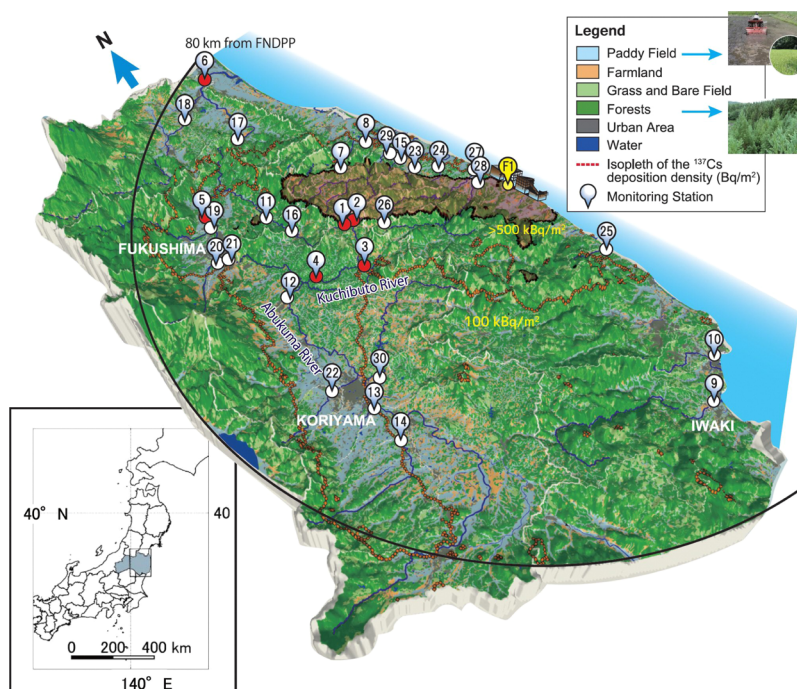 N
80 km from FNDPP
6
18
17
8
29
15
23
24
27
28
F1
7
5
19
11
16
1
2
26
>500 kBq/m²
25
FUKUSHIMA
20
21
4
3
12
Kuchibuto River
100 kBq/m²
Abukuma River
10
30
22
9
13
KORIYAMA
14
IWAKI
Legend
Paddy Field
Farmland
Grass and Bare Field
Forests
Urban Area
Water
Isopleth of the ¹³⁷Cs
deposition density (Bq/m²)
Monitoring Station
40° N
40
0 200 400 km
140° E